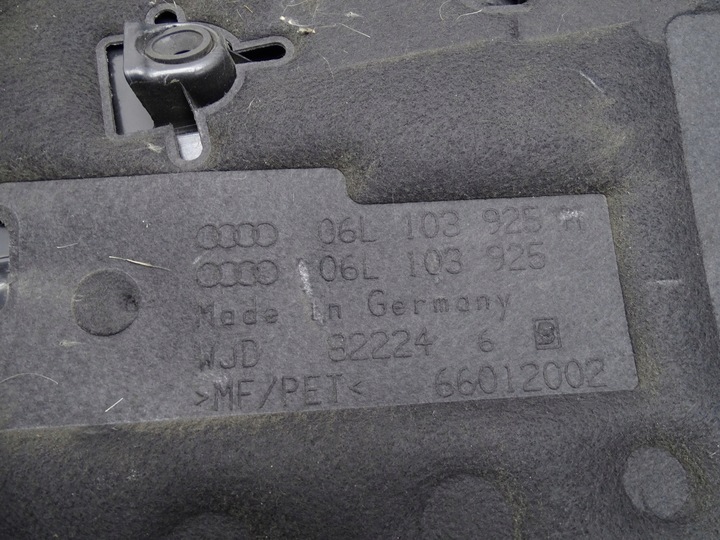 06L 103 925 H
06L 103 925
Made in Germany
WJD 82224 6 B
>MF/PET< 66012002